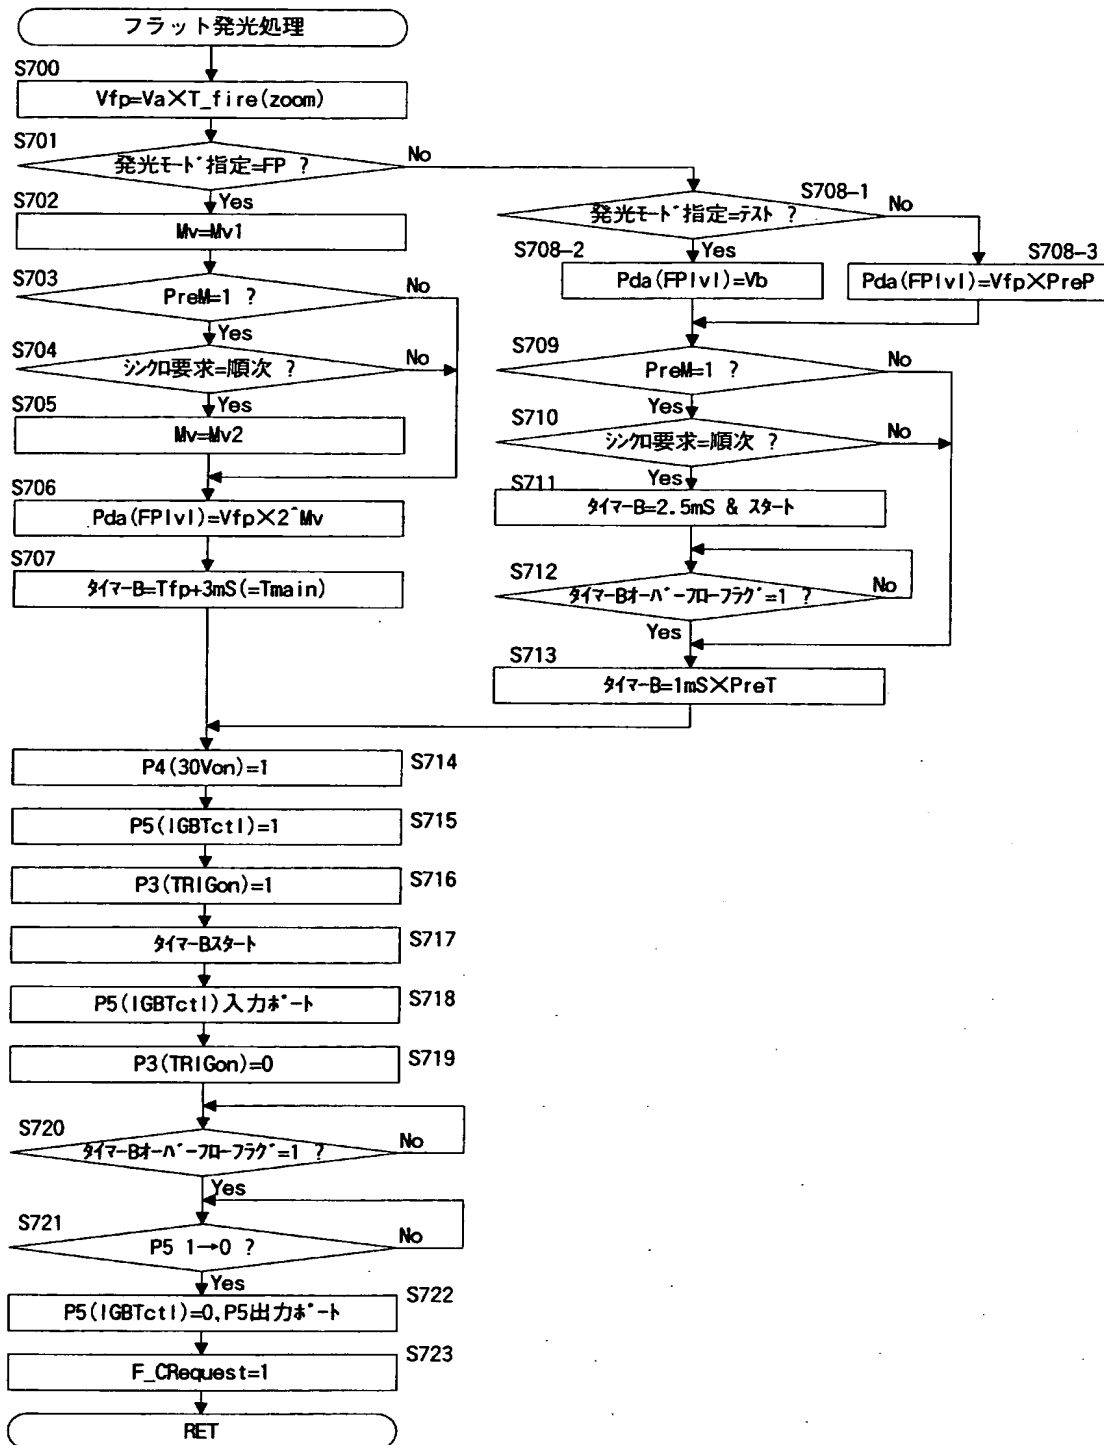 フラット発光処理
S700
Vfp=Va×T_fire(zoom)
S701
発光モード指定=FP ?
No
Yes
S702
Mv=Mv1
S703
PreM=1 ?
No
Yes
S704
シンクロ要求=順次 ?
No
Yes
S705
Mv=Mv2
S706
Pda(FPlvl)=Vfp×2^Mv
S707
タイマーB=Tfp+3mS(=Tmain)
S708-1
発光モード指定=テスト ?
No
Yes
S708-2
Pda(FPlvl)=Vb
S708-3
Pda(FPlvl)=Vfp×PreP
S709
PreM=1 ?
No
Yes
S710
シンクロ要求=順次 ?
No
Yes
S711
タイマーB=2.5mS & スタート
S712
タイマーBオーバーフローフラグ=1 ?
No
Yes
S713
タイマーB=1mS×PreT
P4(30Von)=1
S714
P5(IGBTctl)=1
S715
P3(TRIGon)=1
S716
タイマーBスタート
S717
P5(IGBTctl)入力ポート
S718
P3(TRIGon)=0
S719
S720
タイマーBオーバーフローフラグ=1 ?
No
Yes
S721
P5 1→0 ?
No
Yes
P5(IGBTctl)=0,P5出力ポート
S722
F_CRequest=1
S723
RET